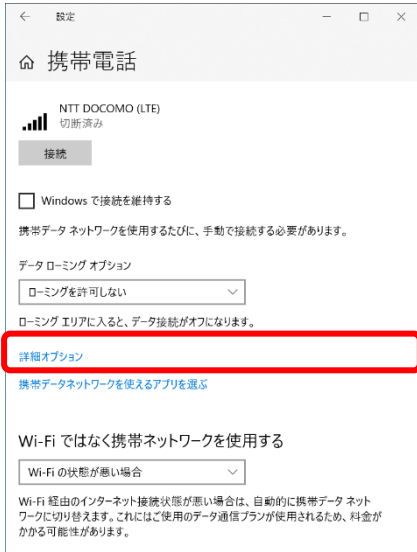 設定
携帯電話
NTT DOCOMO (LTE)
切断済み
接続
Windows で接続を維持する
携帯データ ネットワークを使用するたびに、手動で接続する必要があります。
データ ローミング オプション
ローミングを許可しない
ローミング エリアに入ると、データ接続がオフになります。
詳細オプション
携帯データネットワークを使えるアプリを選ぶ
Wi-Fi ではなく携帯ネットワークを使用する
Wi-Fi の状態が悪い場合
Wi-Fi 経由のインターネット接続状態が悪い場合は、自動的に携帯データ ネット
ワークに切り替えます。これにはご使用のデータ通信プランが使用されるため、料金が
かかる可能性があります。